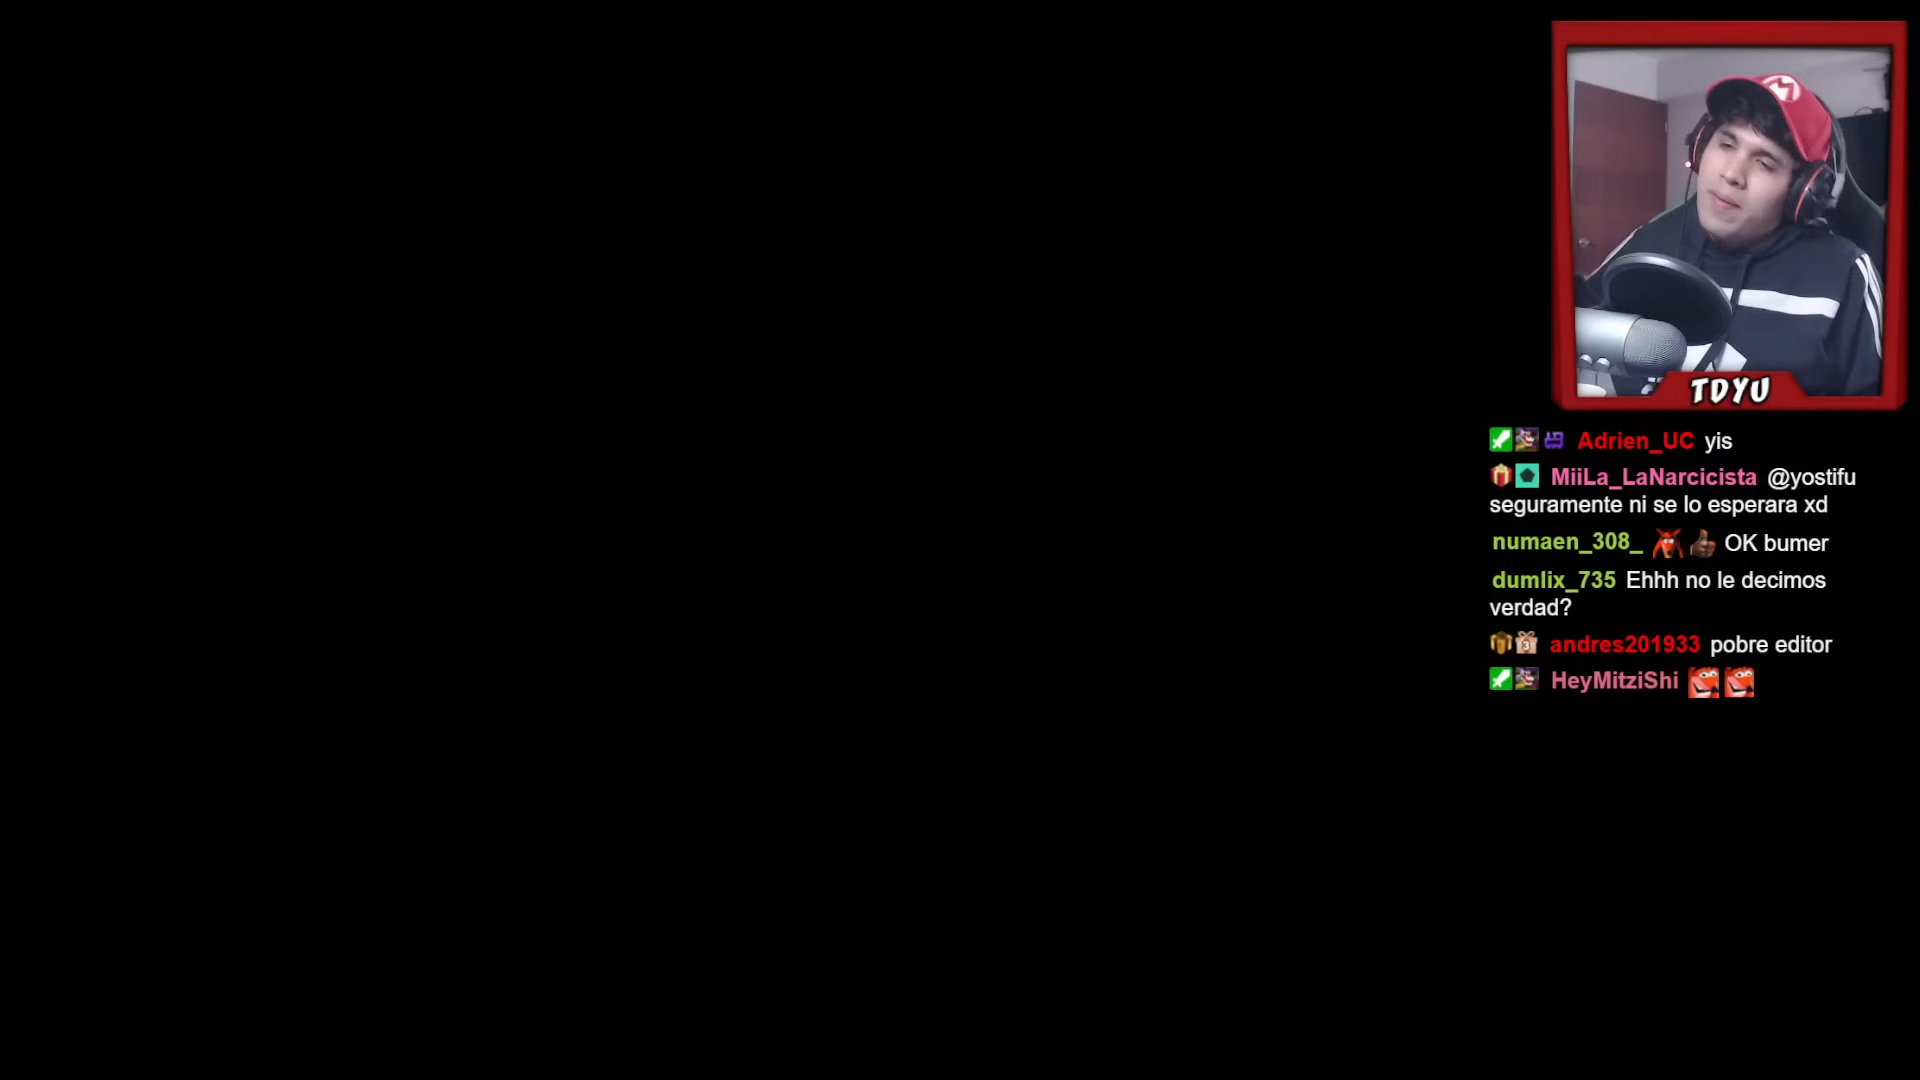 M
TDYU
Adrien_UC yis
MiiLa_LaNarcicista @yostifu
seguramente ni se lo esperara xd
numaen_308_ OK bumer
dumlix_735 Ehhh no le decimos
verdad?
3 andres201933 pobre editor
HeyMitziShi